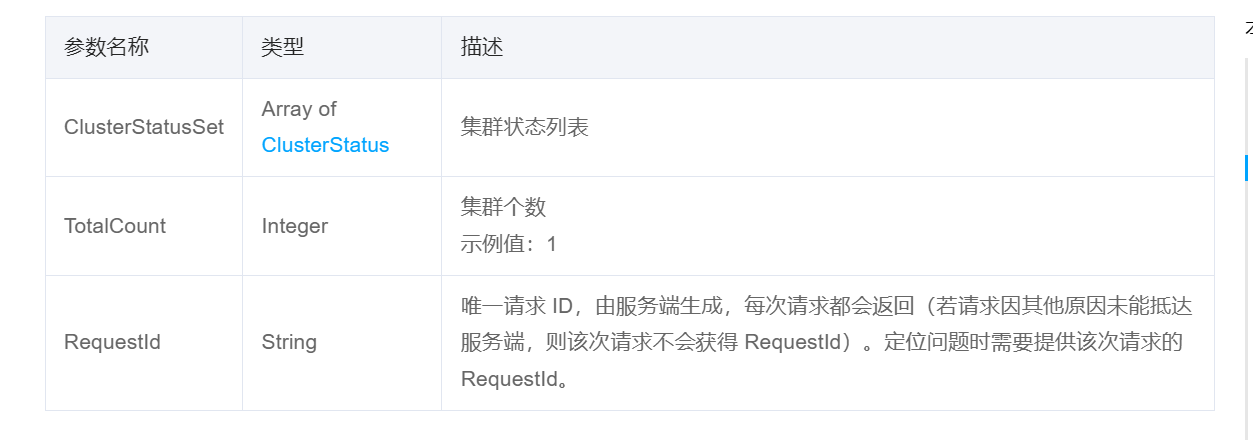 参数名称 类型 描述
ClusterStatusSet Array of ClusterStatus 集群状态列表
TotalCount Integer 集群个数
示例值：1
RequestId String 唯一请求 ID，由服务端生成，每次请求都会返回（若请求因其他原因未能抵达
服务端，则该次请求不会获得 RequestId）。定位问题时需要提供该次请求的
RequestId。